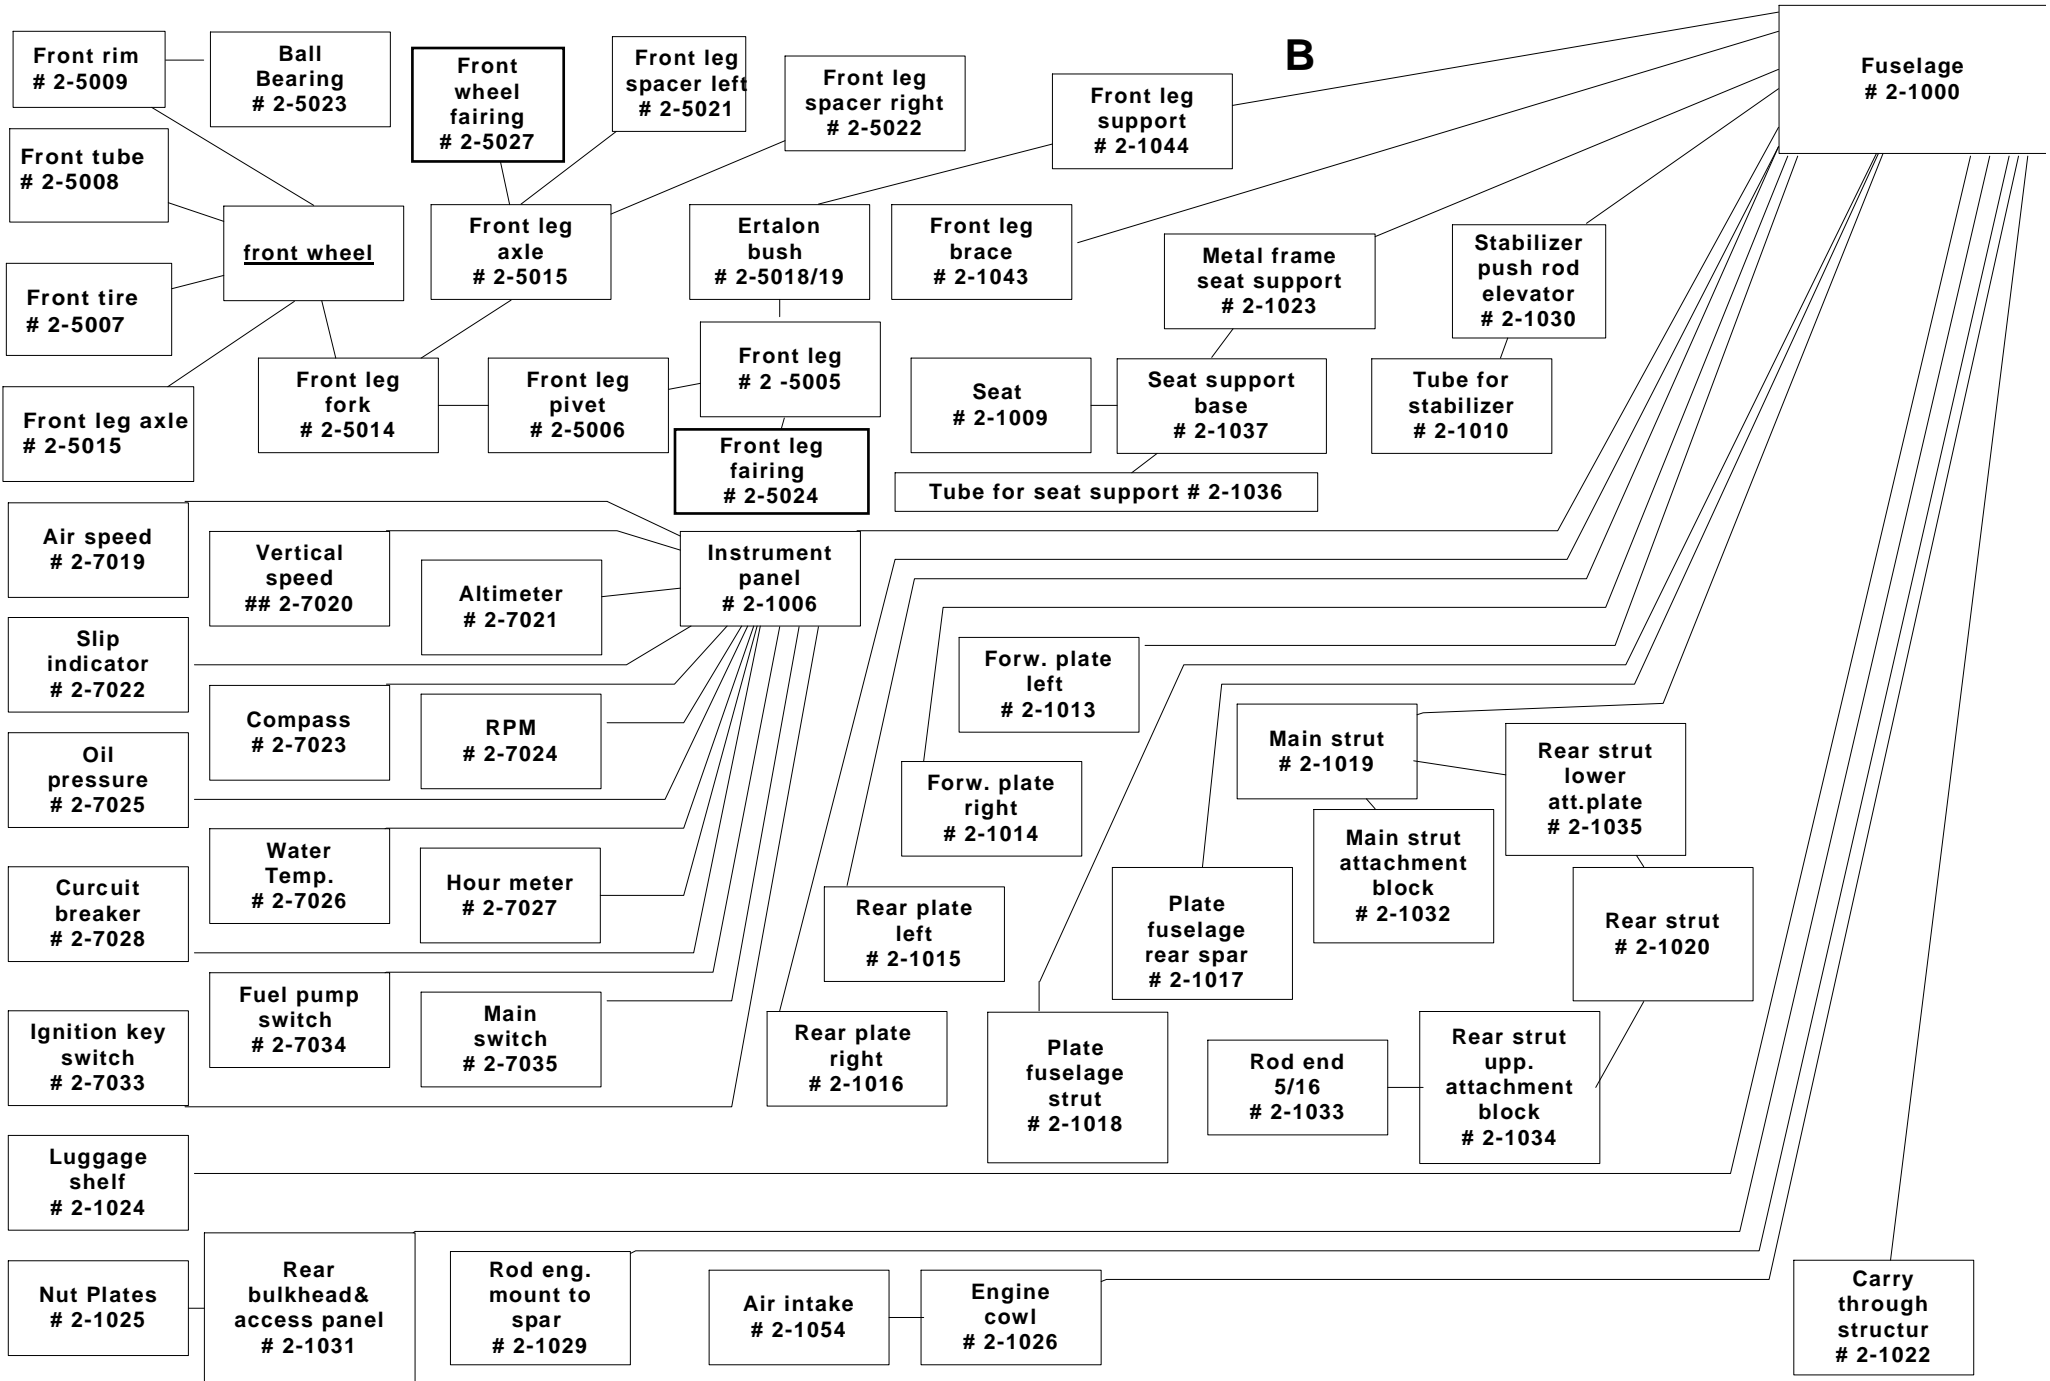 B
Fuselage
# 2-1000
Front rim
# 2-5009
Ball
Bearing
# 2-5023
Front
wheel
fairing
# 2-5027
Front leg
spacer left
# 2-5021
Front leg
spacer right
# 2-5022
Front leg
support
# 2-1044
Front tube
# 2-5008
front wheel
Front leg
axle
# 2-5015
Ertalon
bush
# 2-5018/19
Front leg
brace
# 2-1043
Metal frame
seat support
# 2-1023
Stabilizer
push rod
elevator
# 2-1030
Front tire
# 2-5007
Front leg axle
# 2-5015
Front leg
fork
# 2-5014
Front leg
pivet
# 2-5006
Front leg
# 2 -5005
Seat
# 2-1009
Seat support
base
# 2-1037
Tube for
stabilizer
# 2-1010
Front leg
fairing
# 2-5024
Tube for seat support # 2-1036
Air speed
# 2-7019
Vertical
speed
## 2-7020
Altimeter
# 2-7021
Instrument
panel
# 2-1006
Slip
indicator
# 2-7022
Compass
# 2-7023
RPM
# 2-7024
Forw. plate
left
# 2-1013
Main strut
# 2-1019
Rear strut
lower
att.plate
# 2-1035
Oil
pressure
# 2-7025
Forw. plate
right
# 2-1014
Main strut
attachment
block
# 2-1032
Water
Temp.
# 2-7026
Hour meter
# 2-7027
Curcuit
breaker
# 2-7028
Rear plate
left
# 2-1015
Plate
fuselage
rear spar
# 2-1017
Rear strut
# 2-1020
Fuel pump
switch
# 2-7034
Main
switch
# 2-7035
Ignition key
switch
# 2-7033
Rear plate
right
# 2-1016
Plate
fuselage
strut
# 2-1018
Rod end
5/16
# 2-1033
Rear strut
upp.
attachment
block
# 2-1034
Luggage
shelf
# 2-1024
Nut Plates
# 2-1025
Rear
bulkhead&
access panel
# 2-1031
Rod eng.
mount to
spar
# 2-1029
Air intake
# 2-1054
Engine
cowl
# 2-1026
Carry
through
structur
# 2-1022